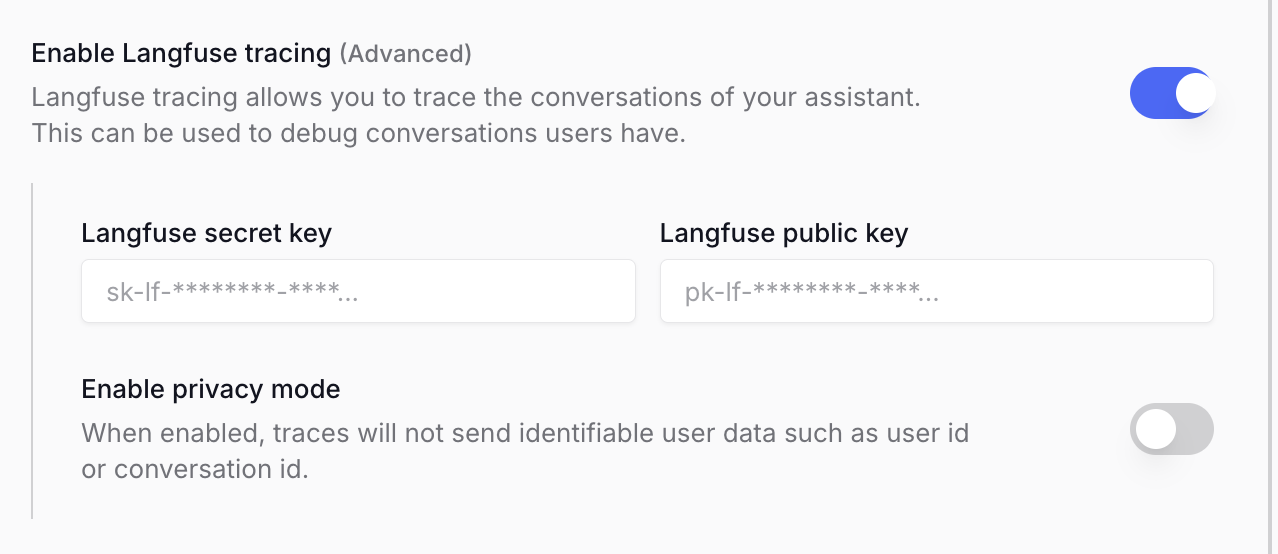 Enable Langfuse tracing (Advanced)
Langfuse tracing allows you to trace the conversations of your assistant.
This can be used to debug conversations users have.
Langfuse secret key
Langfuse public key
sk-lf-********-****...
pk-lf-********-****...
Enable privacy mode
When enabled, traces will not send identifiable user data such as user id
or conversation id.